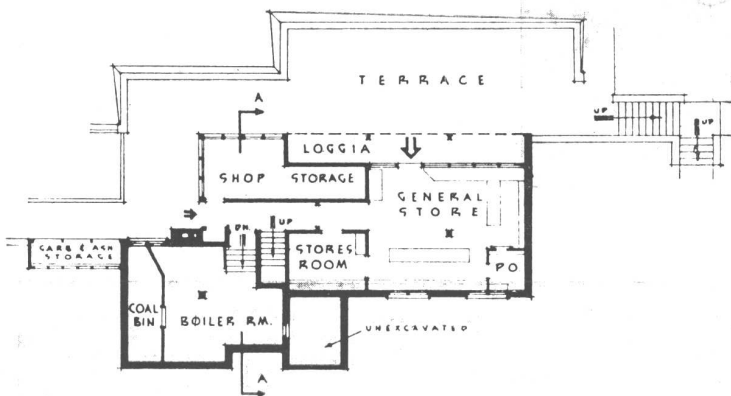 TERRACE
A
UP
UP
LOGGIA
SHOP STORAGE
GENERAL
STORE
DN.
UP
GARB & ASH
STORAGE
STORES
ROOM
PO
COAL
BIN
BOILER RM.
UNEXCAVATED
A